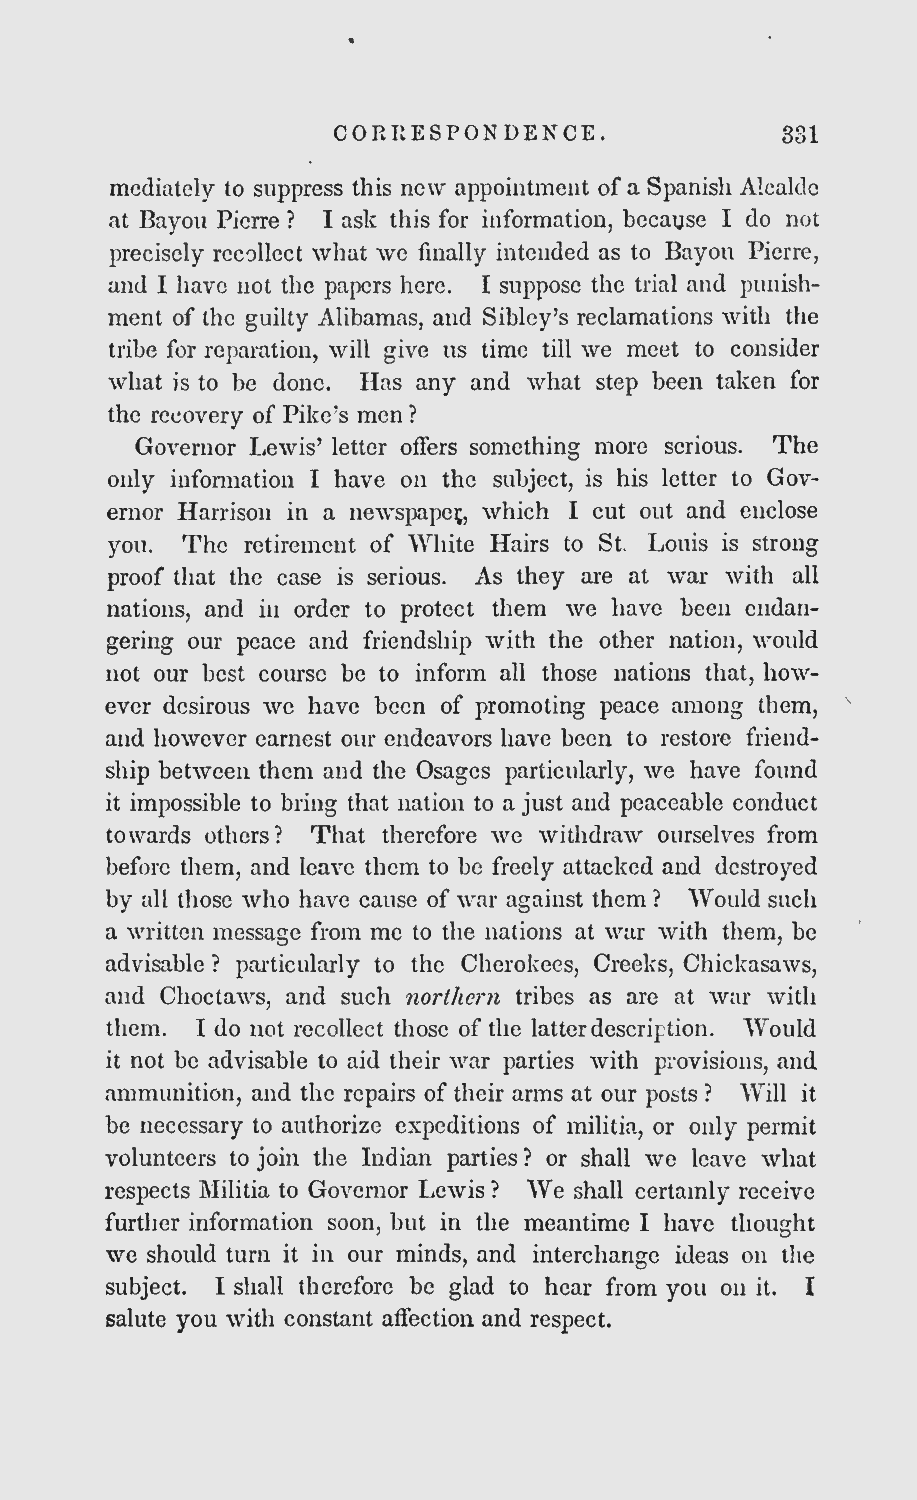 CORRESPONDENCE. 331
mediately to suppress this new appointment of a Spanish Alcalde
at Bayou Pierre? I ask this for information, because I do not
precisely recollect what we finally intended as to Bayou Pierre,
and I have not the papers here. I suppose the trial and punish-
ment of the guilty Alibamas, and Sibley's reclamations with the
tribe for reparation, will give us time till we meet to consider
what is to be done. Has any and what step been taken for
the recovery of Pike's men?
Governor Lewis' letter offers something more serious. The
only information I have on the subject, is his letter to Gov-
ernor Harrison in a newspaper, which I cut out and enclose
you. The retirement of White Hairs to St. Louis is strong
proof that the case is serious. As they are at war with all
nations, and in order to protect them we have been endan-
gering our peace and friendship with the other nation, would
not our best course be to inform all those nations that, how-
ever desirous we have been of promoting peace among them,
and however earnest our endeavors have been to restore friend-
ship between them and the Osages particularly, we have found
it impossible to bring that nation to a just and peaceable conduct
towards others? That therefore we withdraw ourselves from
before them, and leave them to be freely attacked and destroyed
by all those who have cause of war against them? Would such
a written message from me to the nations at war with them, be
advisable? particularly to the Cherokees, Creeks, Chickasaws,
and Choctaws, and such northern tribes as are at war with
them. I do not recollect those of the latter description. Would
it not be advisable to aid their war parties with provisions, and
ammunition, and the repairs of their arms at our posts? Will it
be necessary to authorize expeditions of militia, or only permit
volunteers to join the Indian parties? or shall we leave what
respects Militia to Governor Lewis? We shall certainly receive
further information soon, but in the meantime I have thought
we should turn it in our minds, and interchange ideas on the
subject. I shall therefore be glad to hear from you on it. I
salute you with constant affection and respect.